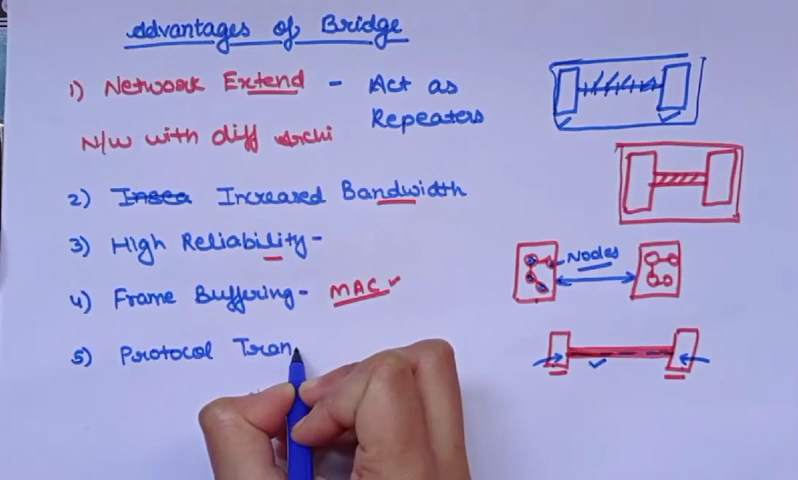 Advantages of Bridge
1) Network Extend - Act as
Repeaters
N/W with diff Archi
2) Insea Increased Bandwidth
3) High Reliability-
Nodes
4) Frame Buffering- MAC ✓
5) Protocol Tran